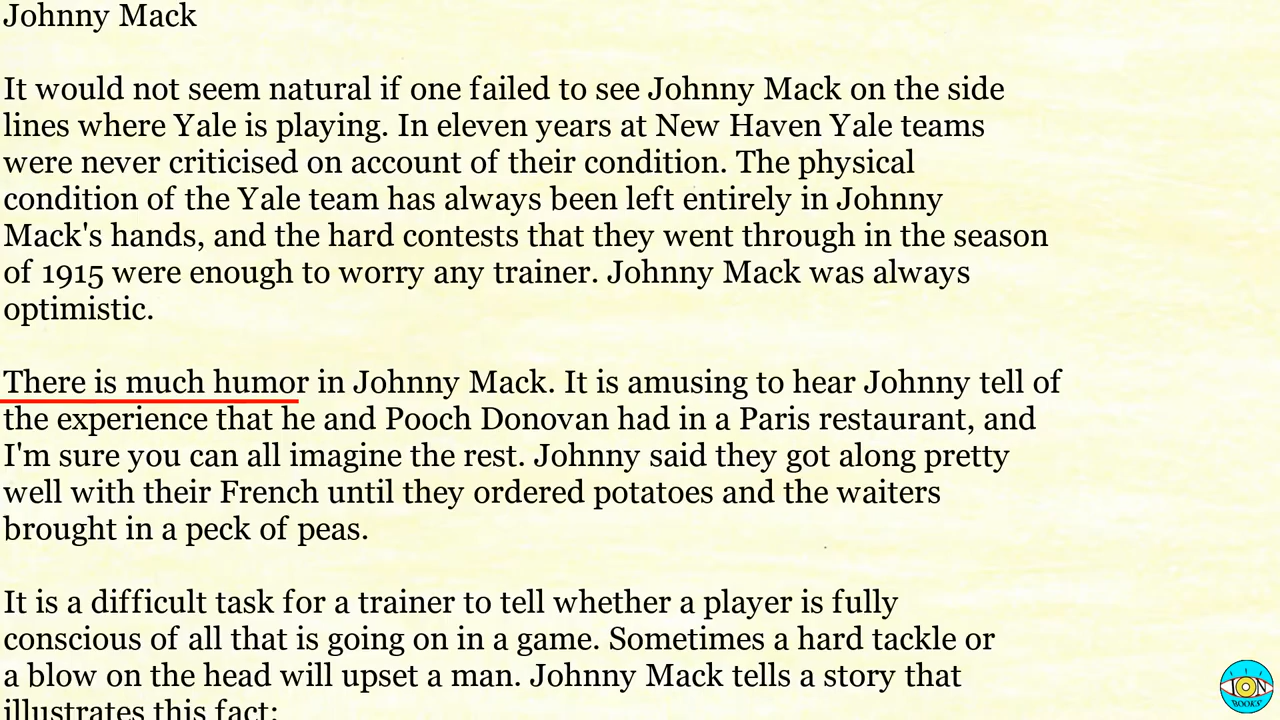 Johnny Mack
It would not seem natural if one failed to see Johnny Mack on the side
lines where Yale is playing. In eleven years at New Haven Yale teams
were never criticised on account of their condition. The physical
condition of the Yale team has always been left entirely in Johnny
Mack's hands, and the hard contests that they went through in the season
of 1915 were enough to worry any trainer. Johnny Mack was always
optimistic.
There is much humor in Johnny Mack. It is amusing to hear Johnny tell of
the experience that he and Pooch Donovan had in a Paris restaurant, and
I'm sure you can all imagine the rest. Johnny said they got along pretty
well with their French until they ordered potatoes and the waiters
brought in a peck of peas.
It is a difficult task for a trainer to tell whether a player is fully
conscious of all that is going on in a game. Sometimes a hard tackle or
a blow on the head will upset a man. Johnny Mack tells a story that
illustrates this fact:
ION
BOOKS